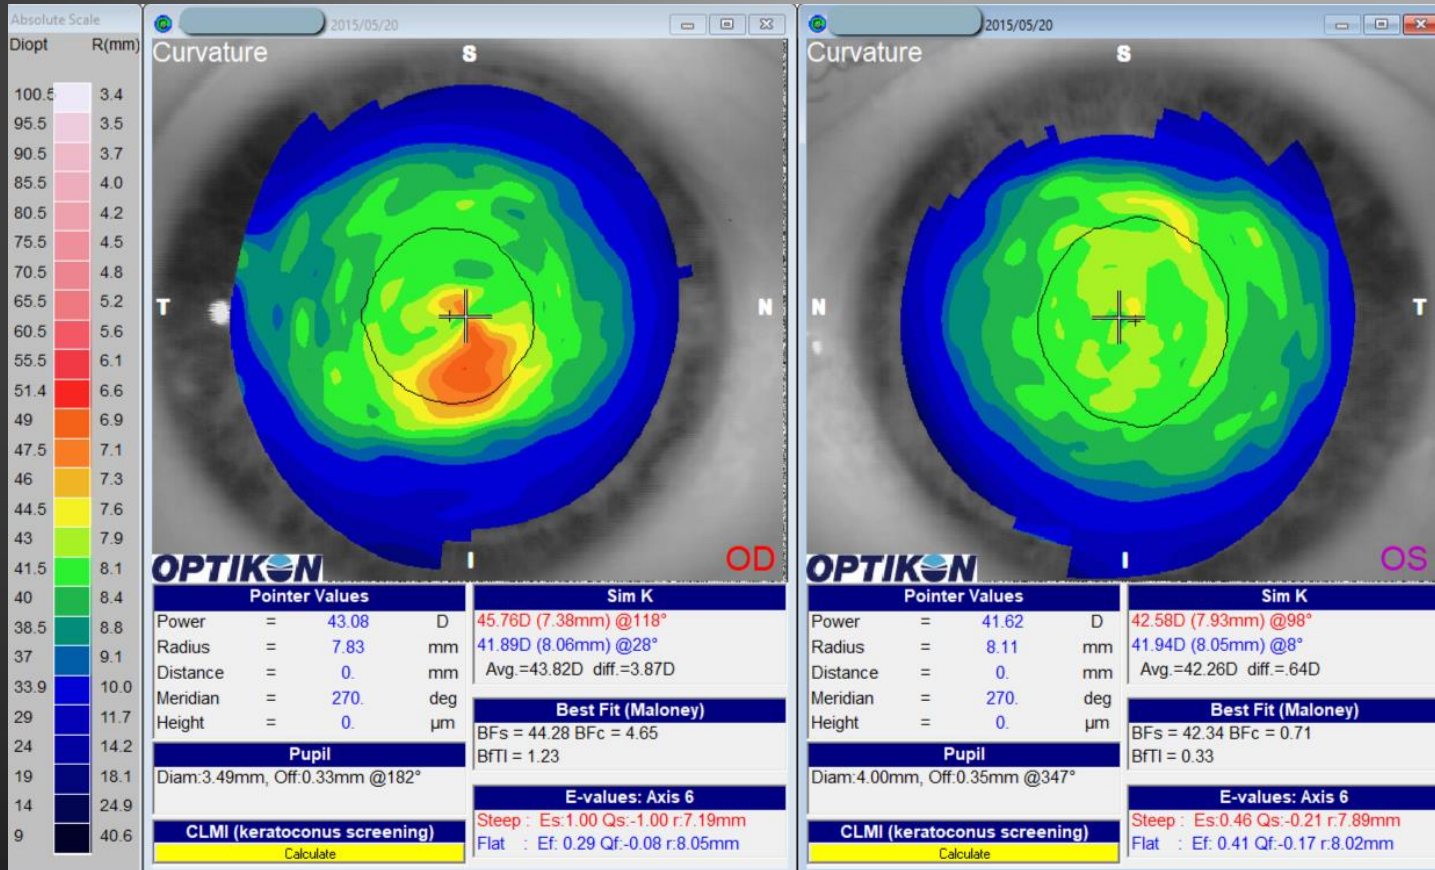 Absolute Scale
Diopt R(mm)
100.5 3.4
95.5 3.5
90.5 3.7
85.5 4.0
80.5 4.2
75.5 4.5
70.5 4.8
65.5 5.2
60.5 5.6
55.5 6.1
51.4 6.6
49 6.9
47.5 7.1
46 7.3
44.5 7.6
43 7.9
41.5 8.1
40 8.4
38.5 8.8
37 9.1
33.9 10.0
29 11.7
24 14.2
19 18.1
14 24.9
9 40.6
2015/05/20
Curvature
S
T
N
I
OPTIKON
OD
Pointer Values
Power = 43.08 D
Radius = 7.83 mm
Distance = 0. mm
Meridian = 270. deg
Height = 0. µm
Pupil
Diam:3.49mm, Off:0.33mm @182°
CLMI (keratoconus screening)
Calculate
Sim K
45.76D (7.38mm) @118°
41.89D (8.06mm) @28°
Avg.=43.82D diff.=3.87D
Best Fit (Maloney)
BFs = 44.28 BFc = 4.65
BfTI = 1.23
E-values: Axis 6
Steep : Es:1.00 Qs:-1.00 r:7.19mm
Flat : Ef: 0.29 Qf:-0.08 r:8.05mm
2015/05/20
Curvature
S
N
T
I
OPTIKON
OS
Pointer Values
Power = 41.62 D
Radius = 8.11 mm
Distance = 0. mm
Meridian = 270. deg
Height = 0. µm
Pupil
Diam:4.00mm, Off:0.35mm @347°
CLMI (keratoconus screening)
Calculate
Sim K
42.58D (7.93mm) @98°
41.94D (8.05mm) @8°
Avg.=42.26D diff.=.64D
Best Fit (Maloney)
BFs = 42.34 BFc = 0.71
BfTI = 0.33
E-values: Axis 6
Steep : Es:0.46 Qs:-0.21 r:7.89mm
Flat : Ef: 0.41 Qf:-0.17 r:8.02mm